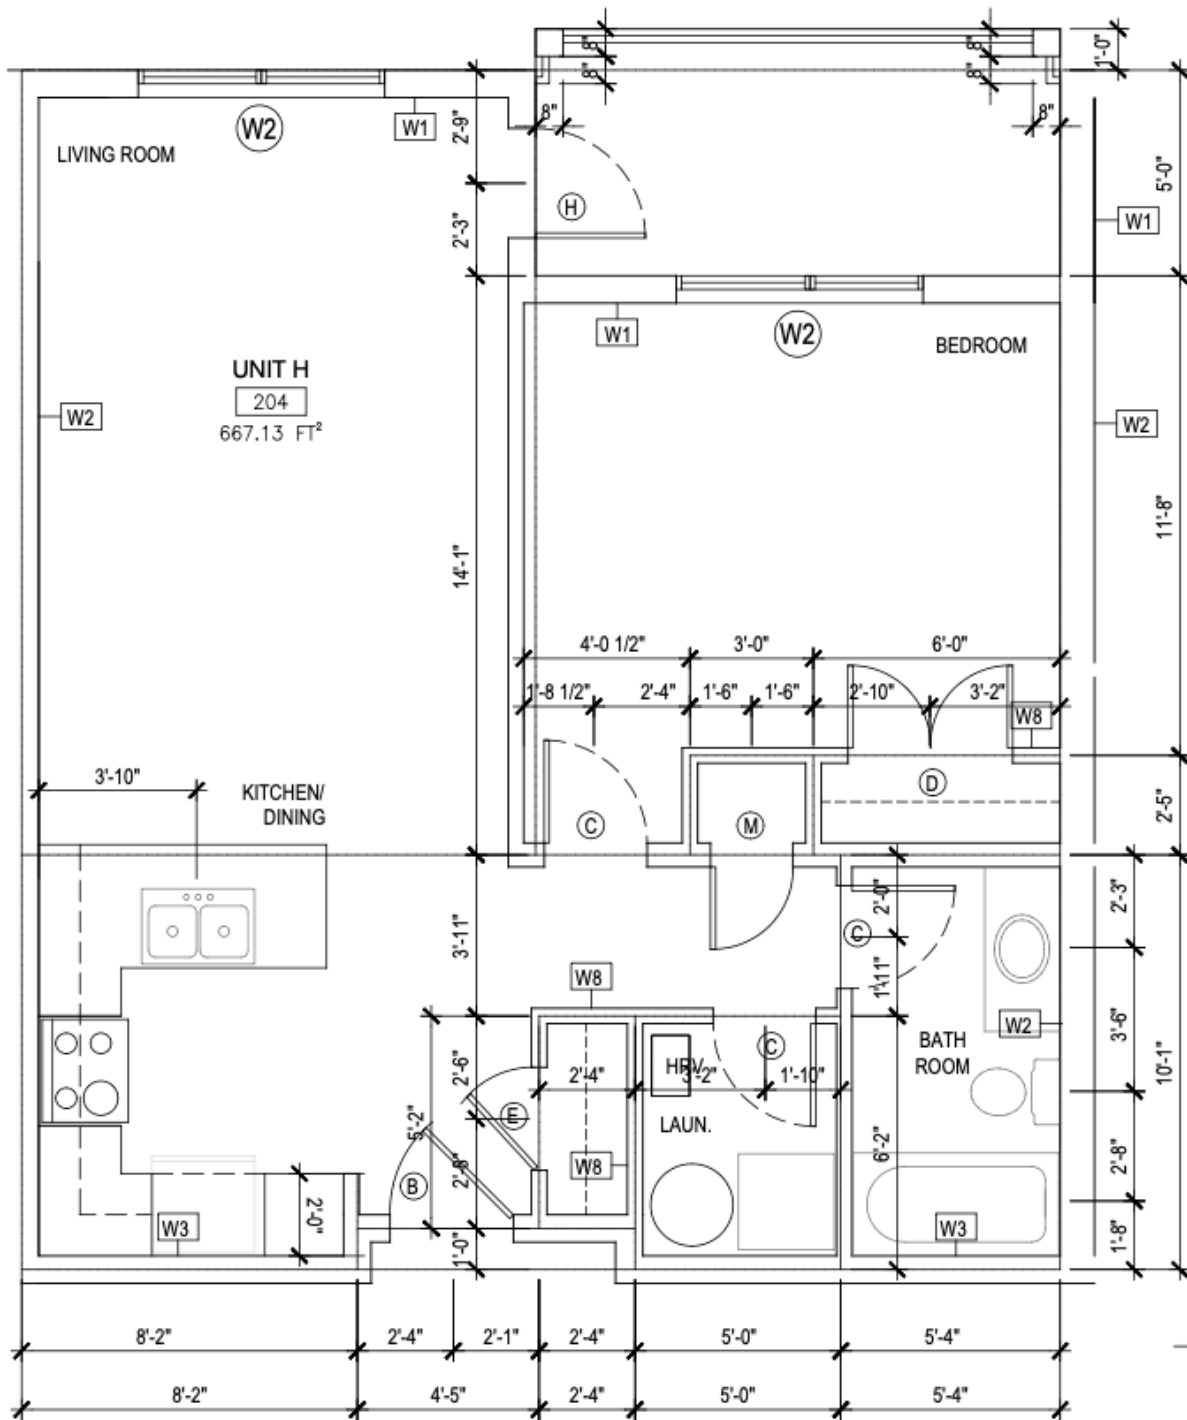 8"
8"
8"
8"
1'-0"
W2
W1
2'-9"
8"
8"
LIVING ROOM
5'-0"
H
W1
2'-3"
W1
W2
BEDROOM
UNIT H
204
667.13 FT²
W2
W2
14'-1"
11'-8"
4'-0 1/2"
3'-0"
6'-0"
1'-8 1/2"
2'-4"
1'-6"
1'-6"
2'-10"
3'-2"
W8
3'-10"
KITCHEN/
DINING
C
M
D
2'-5"
2'-0"
2'-3"
3'-11"
C
1'-11"
W8
W2
3'-6"
BATH
ROOM
10'-1"
HRV
C
2'-6"
2'-4"
3'-2"
1'-10"
E
5'-2"
LAUN.
6'-2"
2'-8"
W8
2'-8"
B
2'-0"
W3
W3
1'-0"
1'-8"
8'-2"
2'-4"
2'-1"
2'-4"
5'-0"
5'-4"
8'-2"
4'-5"
2'-4"
5'-0"
5'-4"